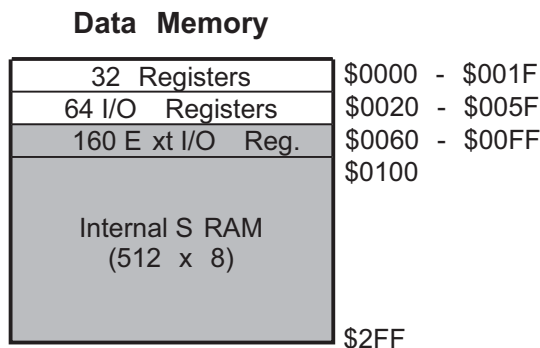 Data Memory
32 Registers $0000 - $001F
64 I/O Registers $0020 - $005F
160 E xt I/O Reg. $0060 - $00FF
$0100
Internal S RAM
(512 x 8)
$2FF